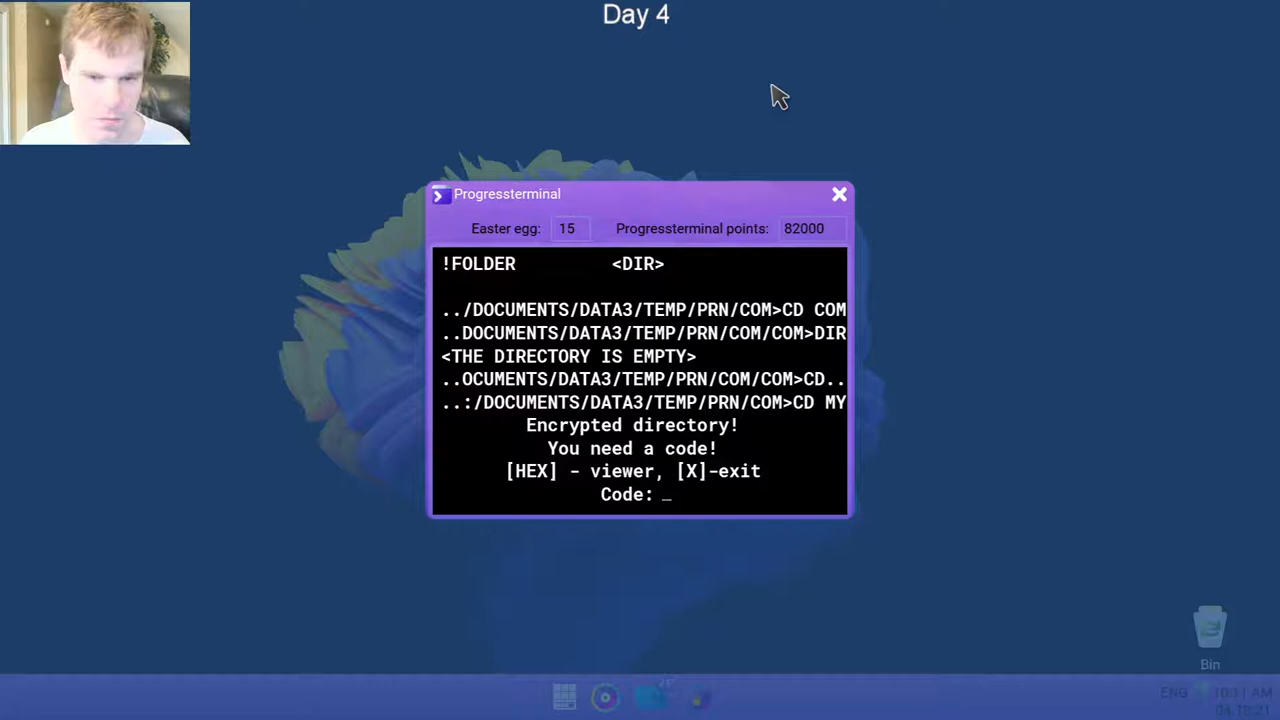 Day 4
Progressterminal
Easter egg: 15 Progressterminal points: 82000
!FOLDER <DIR>
../DOCUMENTS/DATA3/TEMP/PRN/COM>CD COM
..DOCUMENTS/DATA3/TEMP/PRN/COM/COM>DIR
<THE DIRECTORY IS EMPTY>
..OCUMENTS/DATA3/TEMP/PRN/COM/COM>CD..
..:/DOCUMENTS/DATA3/TEMP/PRN/COM>CD MY
Encrypted directory!
You need a code!
[HEX] - viewer, [X]-exit
Code: _
Bin
ENG